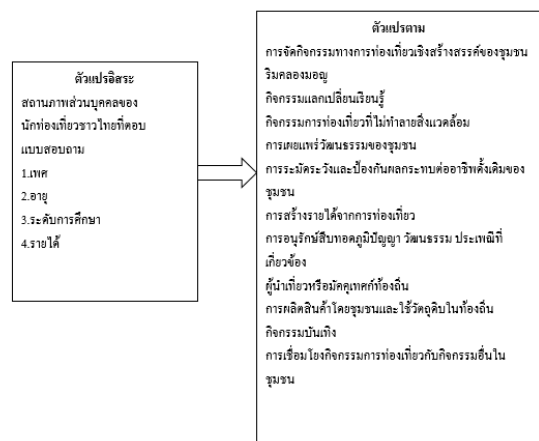 ตัวแปรอิสระ
สถานภาพส่วนบุคคลของ
นักท่องเที่ยวชาวไทยที่ตอบ
แบบสอบถาม
1.เพศ
2.อายุ
3.ระดับการศึกษา
4.รายได้
ตัวแปรตาม
การจัดกิจกรรมทางการท่องเที่ยวเชิงสร้างสรรค์ของชุมชน
ริมคลองมอญ
กิจกรรมแลกเปลี่ยนเรียนรู้
กิจกรรมการท่องเที่ยวที่ไม่ทำลายสิ่งแวดล้อม
การเผยแพร่วัฒนธรรมของชุมชน
การระมัดระวังและป้องกันผลกระทบต่ออาชีพดั้งเดิมของ
ชุมชน
การสร้างรายได้จากการท่องเที่ยว
การอนุรักษ์สืบทอดภูมิปัญญา วัฒนธรรม ประเพณีที่
เกี่ยวข้อง
ผู้นำเที่ยวหรือมัคคุเทศก์ท้องถิ่น
การผลิตสินค้าโดยชุมชนและใช้วัตถุดิบในท้องถิ่น
กิจกรรมบันเทิง
การเชื่อมโยงกิจกรรมการท่องเที่ยวกับกิจกรรมอื่นใน
ชุมชน